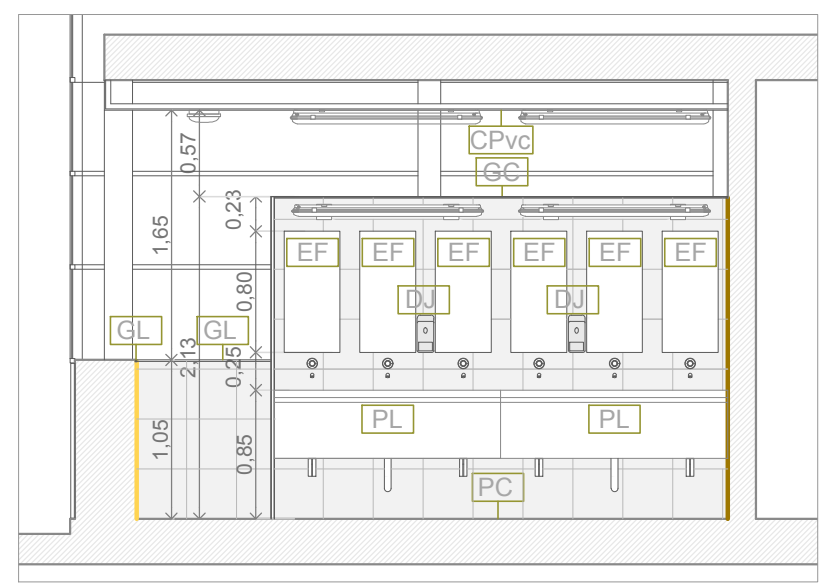 CPvc
0,57
GC
0,23
1,65
EF EF EF EF EF EF
0,80
DJ DJ
GL GL
2,13
0,25
PL PL
1,05
0,85
PC